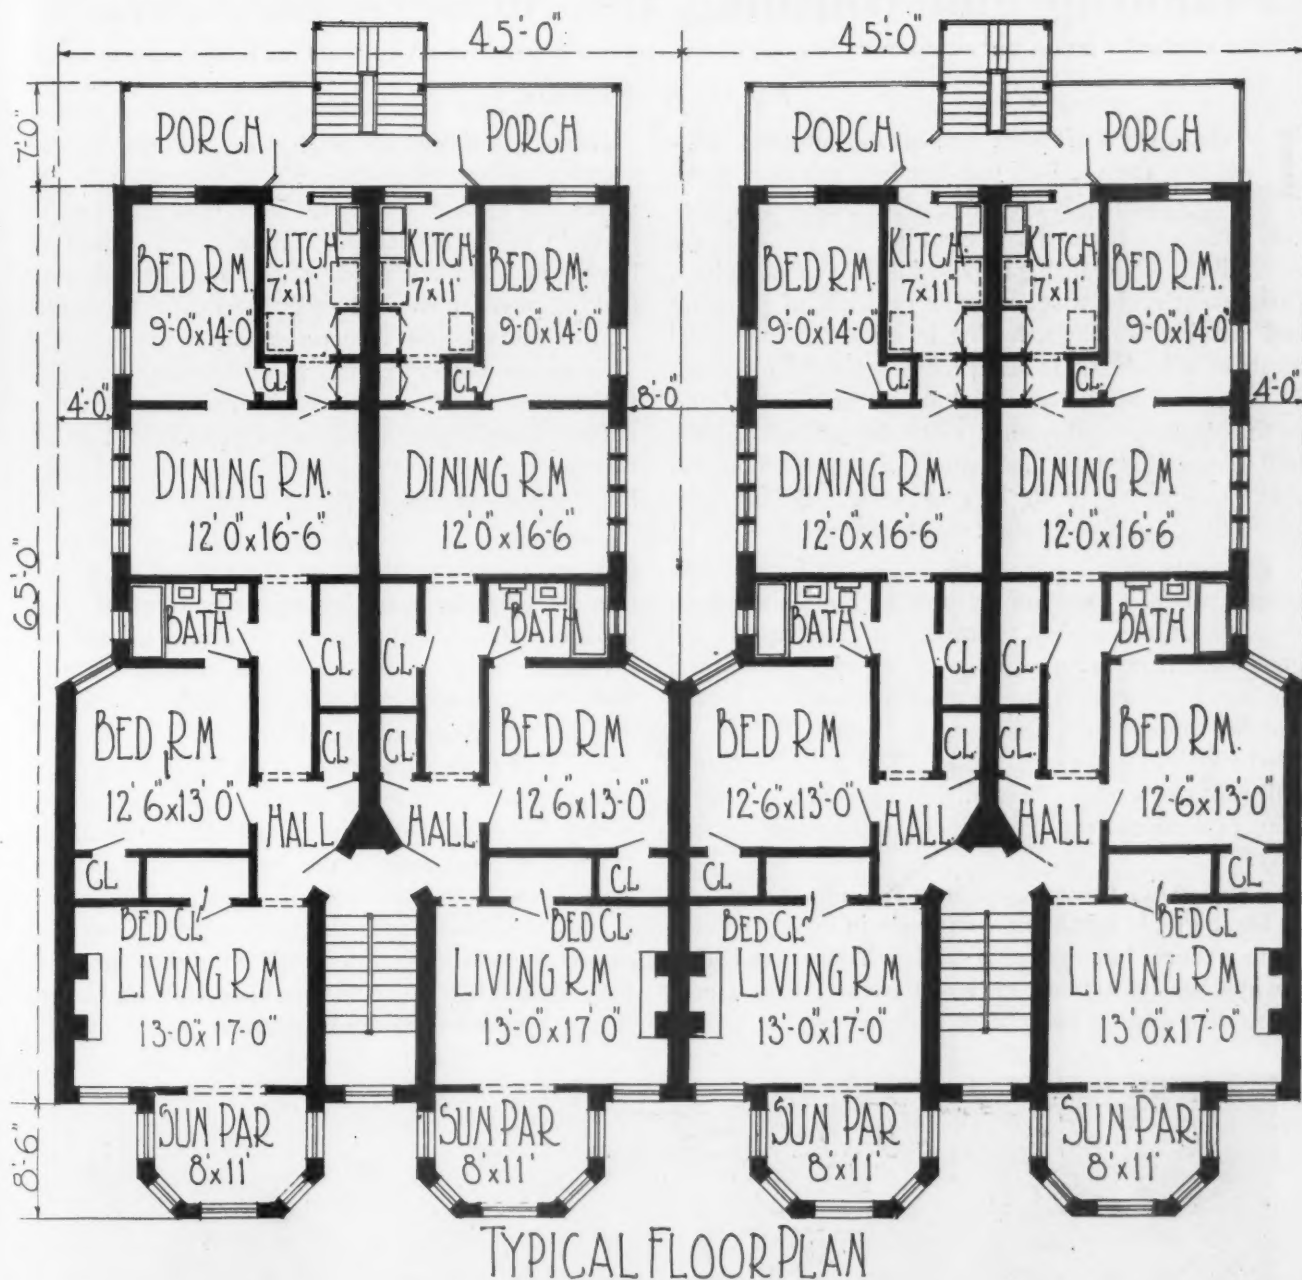 45'-0" 45'-0"
7'-0"
PORCH PORCH PORCH PORCH
KITCH. KITCH. KITCH. KITCH.
7'x11' 7'x11' 7'x11' 7'x11'
BED RM. BED RM. BED RM. BED RM.
9'-0"x14'-0" 9'-0"x14'-0" 9'-0"x14'-0" 9'-0"x14'-0"
CL. CL. CL. CL.
4'-0" 8'-0" 4'-0"
DINING RM. DINING RM DINING RM. DINING RM
12'0"x16'-6" 12'0"x16'-6" 12'-0"x16'-6" 12'-0"x16'-6"
65'-0"
BATH BATH BATH BATH
CL. CL. CL. CL.
BED RM BED RM BED RM. BED RM.
CL. CL. CL. CL.
12'6"x13'0" 12'6"x13'-0" 12'-6"x13'-0" 12'-6"x13'-0"
HALL HALL HALL HALL
CL CL CL CL
BED CL BED CL. BED CL BED CL
LIVING RM LIVING RM LIVING RM LIVING RM
13'-0"x17'-0" 13'-0"x17'0" 13'-0"x17'-0" 13'0"x17'-0"
SUN PAR SUN PAR SUN PAR SUN PAR.
8'x11' 8'x11' 8'x11' 8'x11'
8'-6"
TYPICAL FLOOR PLAN